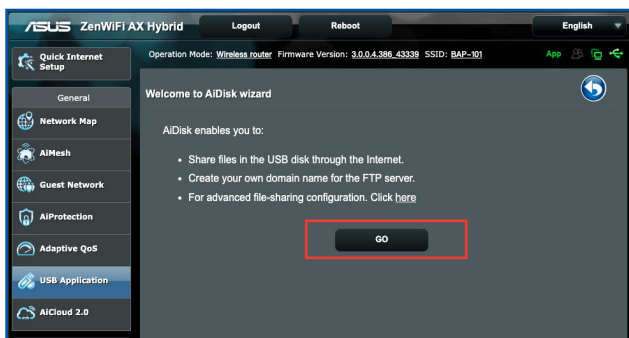 ASUS ZenWiFi AX Hybrid Logout Reboot English
Quick Internet Setup
Operation Mode: Wireless router Firmware Version: 3.0.0.4.386_43339 SSID: BAP-101 App
General
Network Map
AiMesh
Guest Network
AiProtection
Adaptive QoS
USB Application
AiCloud 2.0
Welcome to AiDisk wizard
AiDisk enables you to:
• Share files in the USB disk through the Internet.
• Create your own domain name for the FTP server.
• For advanced file-sharing configuration. Click here
GO